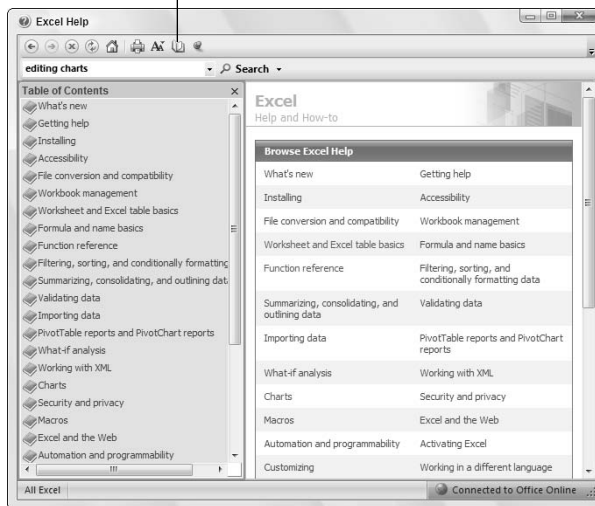 Excel Help
editing charts
Search
Table of Contents
What's new
Getting help
Installing
Accessibility
File conversion and compatibility
Workbook management
Worksheet and Excel table basics
Formula and name basics
Function reference
Filtering, sorting, and conditionally formatting
Summarizing, consolidating, and outlining dat
Validating data
Importing data
PivotTable reports and PivotChart reports
What-if analysis
Working with XML
Charts
Security and privacy
Macros
Excel and the Web
Automation and programmability
Excel
Help and How-to
Browse Excel Help
What's new Getting help
Installing Accessibility
File conversion and compatibility Workbook management
Worksheet and Excel table basics Formula and name basics
Function reference Filtering, sorting, and
conditionally formatting data
Summarizing, consolidating, and Validating data
outlining data
Importing data PivotTable reports and PivotChart
reports
What-if analysis Working with XML
Charts Security and privacy
Macros Excel and the Web
Automation and programmability Activating Excel
Customizing Working in a different language
All Excel Connected to Office Online